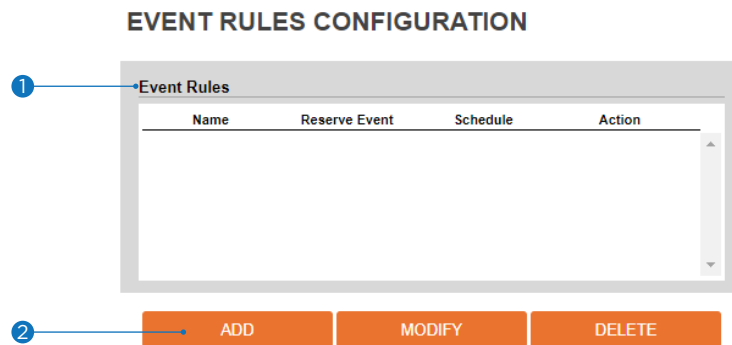 EVENT RULES CONFIGURATION
1 Event Rules
Name Reserve Event Schedule Action
2 ADD MODIFY DELETE